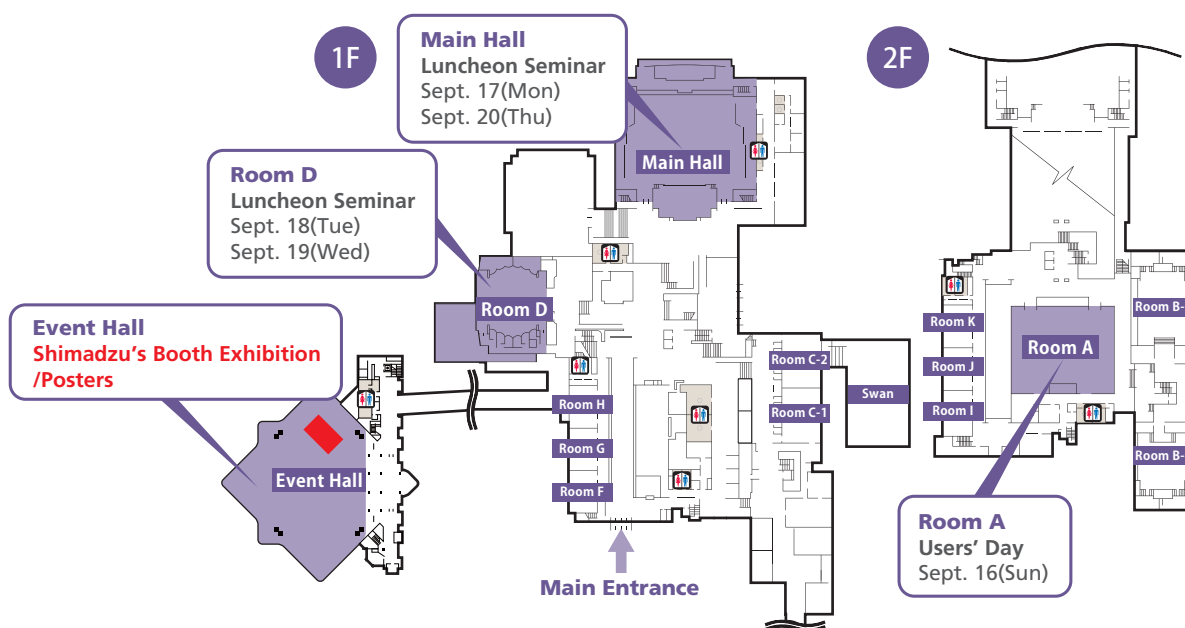 1F
Main Hall
Luncheon Seminar
Sept. 17(Mon)
Sept. 20(Thu)
2F
Main Hall
Room D
Luncheon Seminar
Sept. 18(Tue)
Sept. 19(Wed)
Room D
Event Hall
Shimadzu's Booth Exhibition
/Posters
Event Hall
Room H
Room G
Room F
Room C-2
Room C-1
Swan
Main Entrance
Room K
Room J
Room I
Room A
Room B-
Room B-
Room A
Users' Day
Sept. 16(Sun)